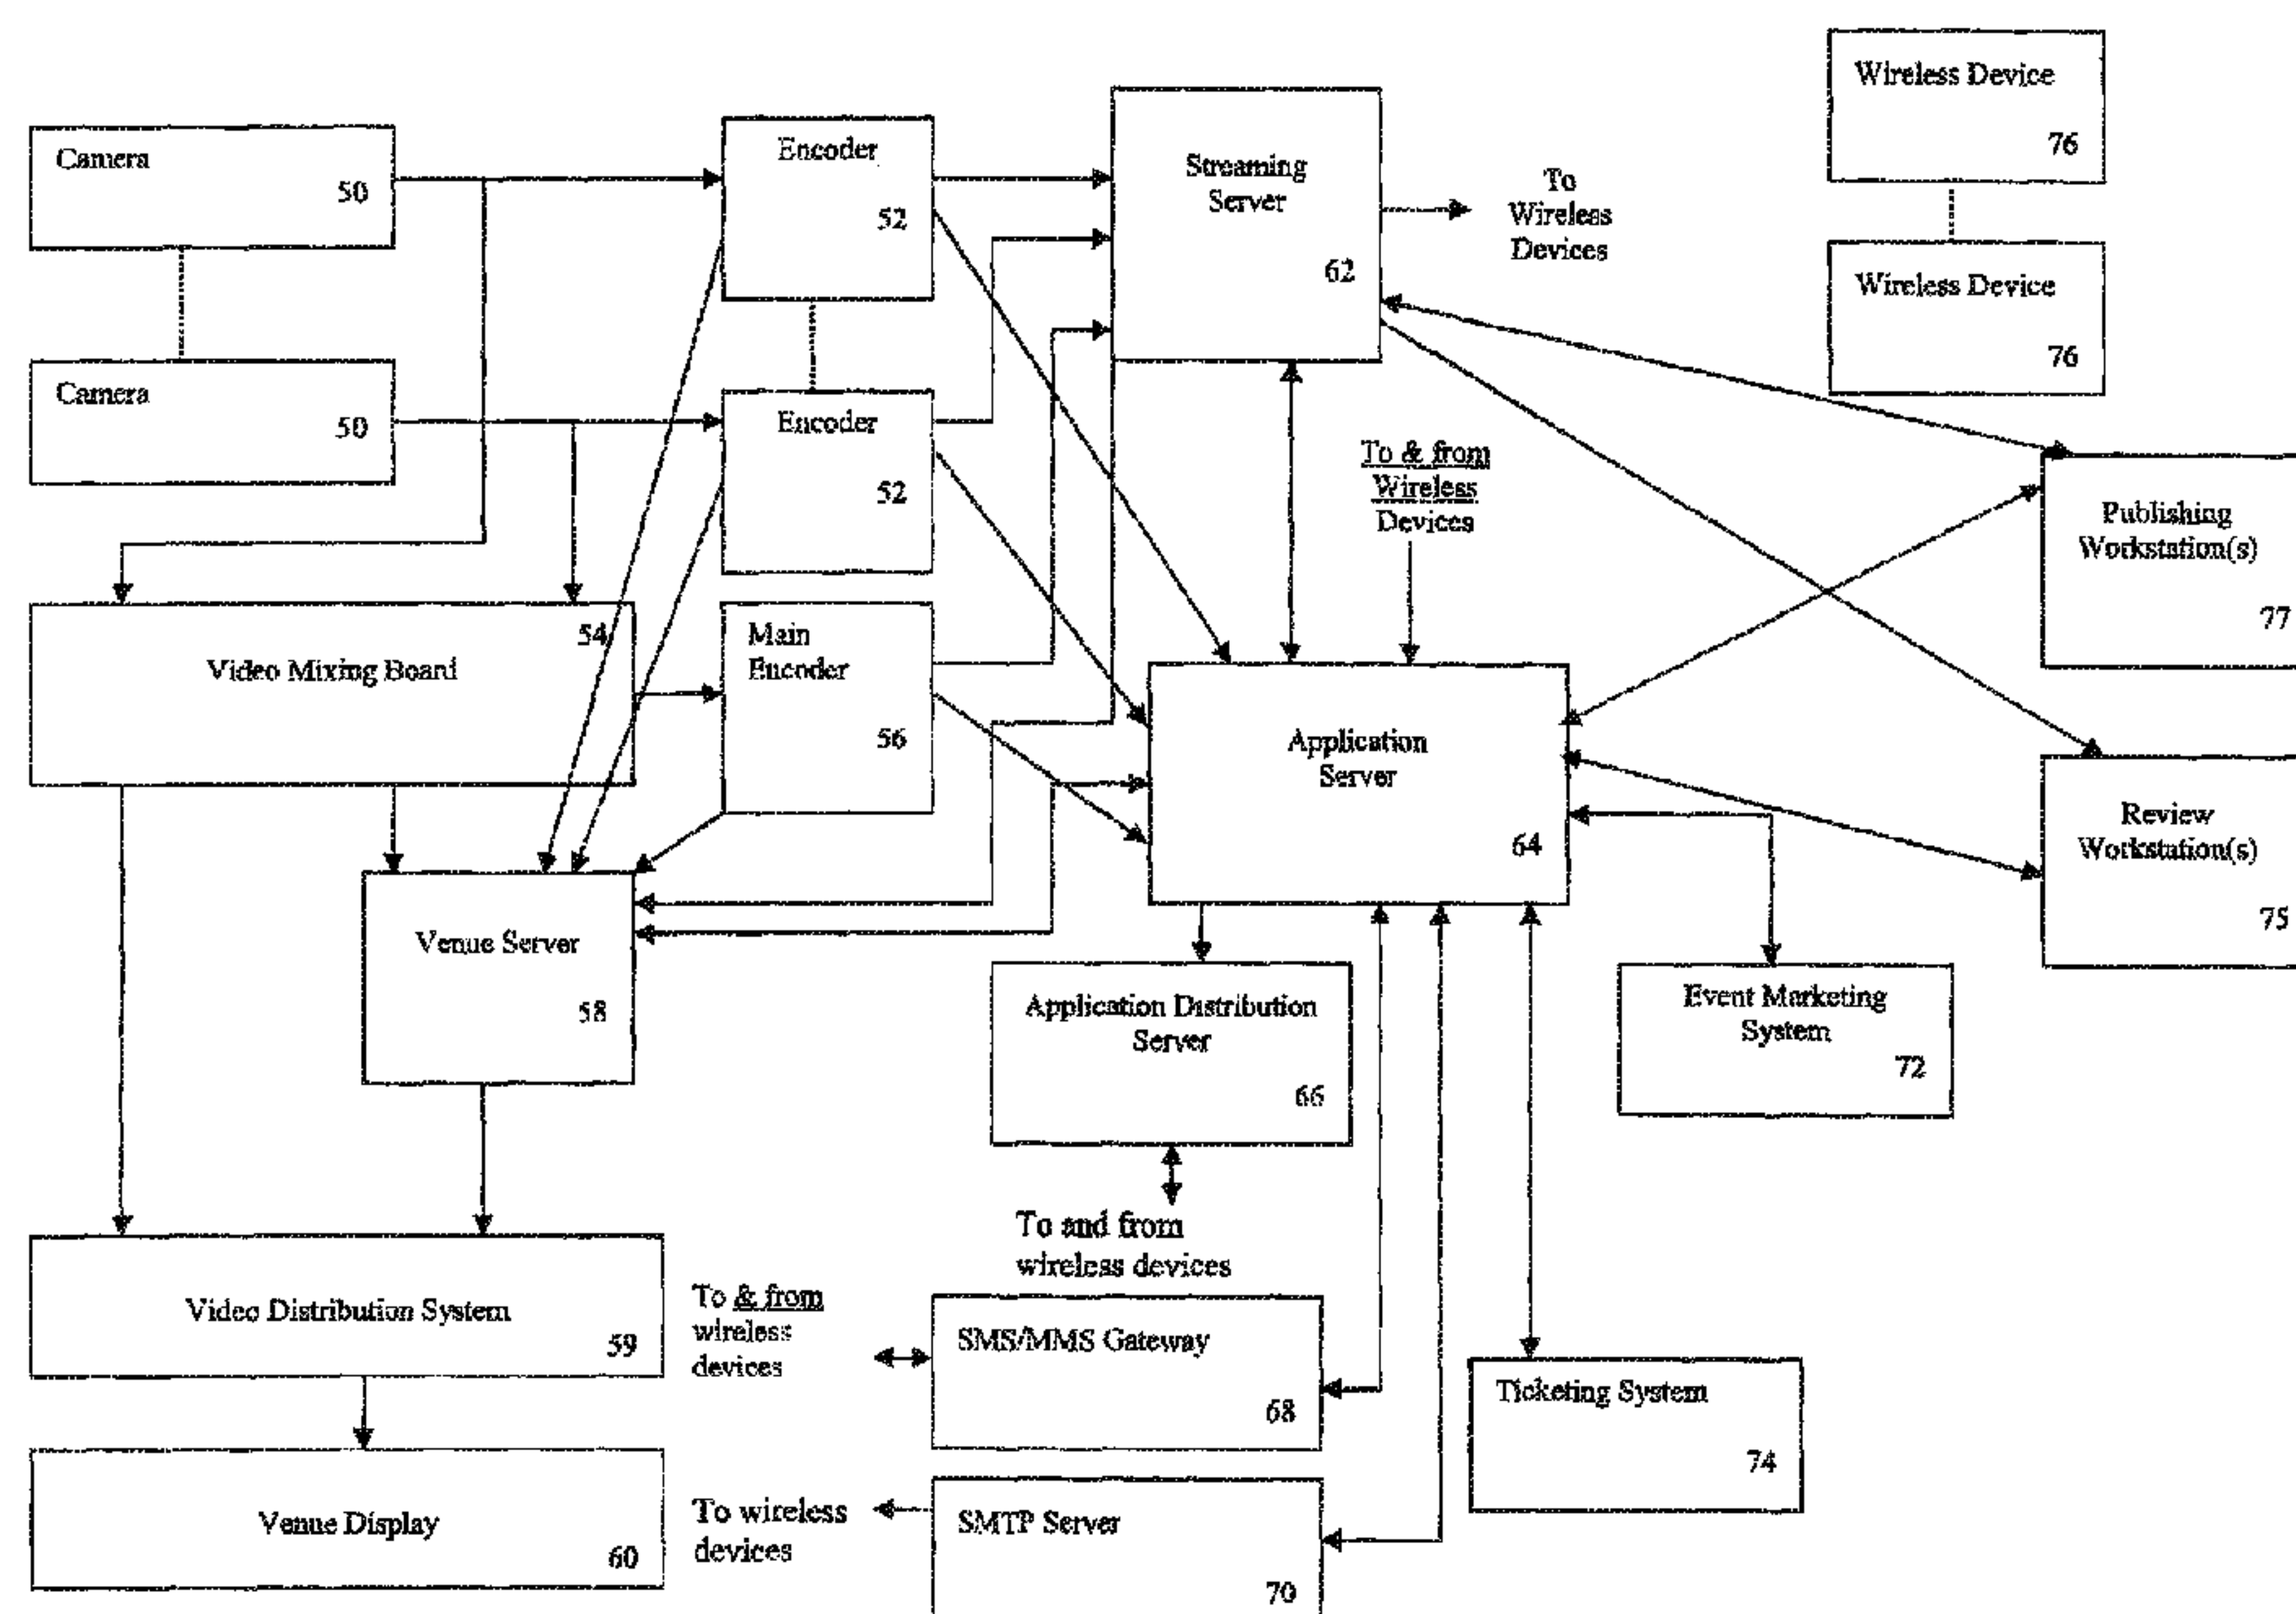 Camera
50
Camera
50
Encoder
52
Encoder
52
Video Mixing Board
54
Main
Encoder
56
Venue Server
58
Video Distribution System
59
Venue Display
60
Streaming
Server
62
To
Wireless
Devices
Wireless Device
76
Wireless Device
76
To & from
Wireless
Devices
Application
Server
64
Publishing
Workstation(s)
77
Review
Workstation(s)
75
Event Marketing
System
72
Application Distribution
Server
66
To and from
wireless devices
To & from
wireless
devices
SMS/MMS Gateway
68
Ticketing System
74
To wireless
devices
SMTP Server
70